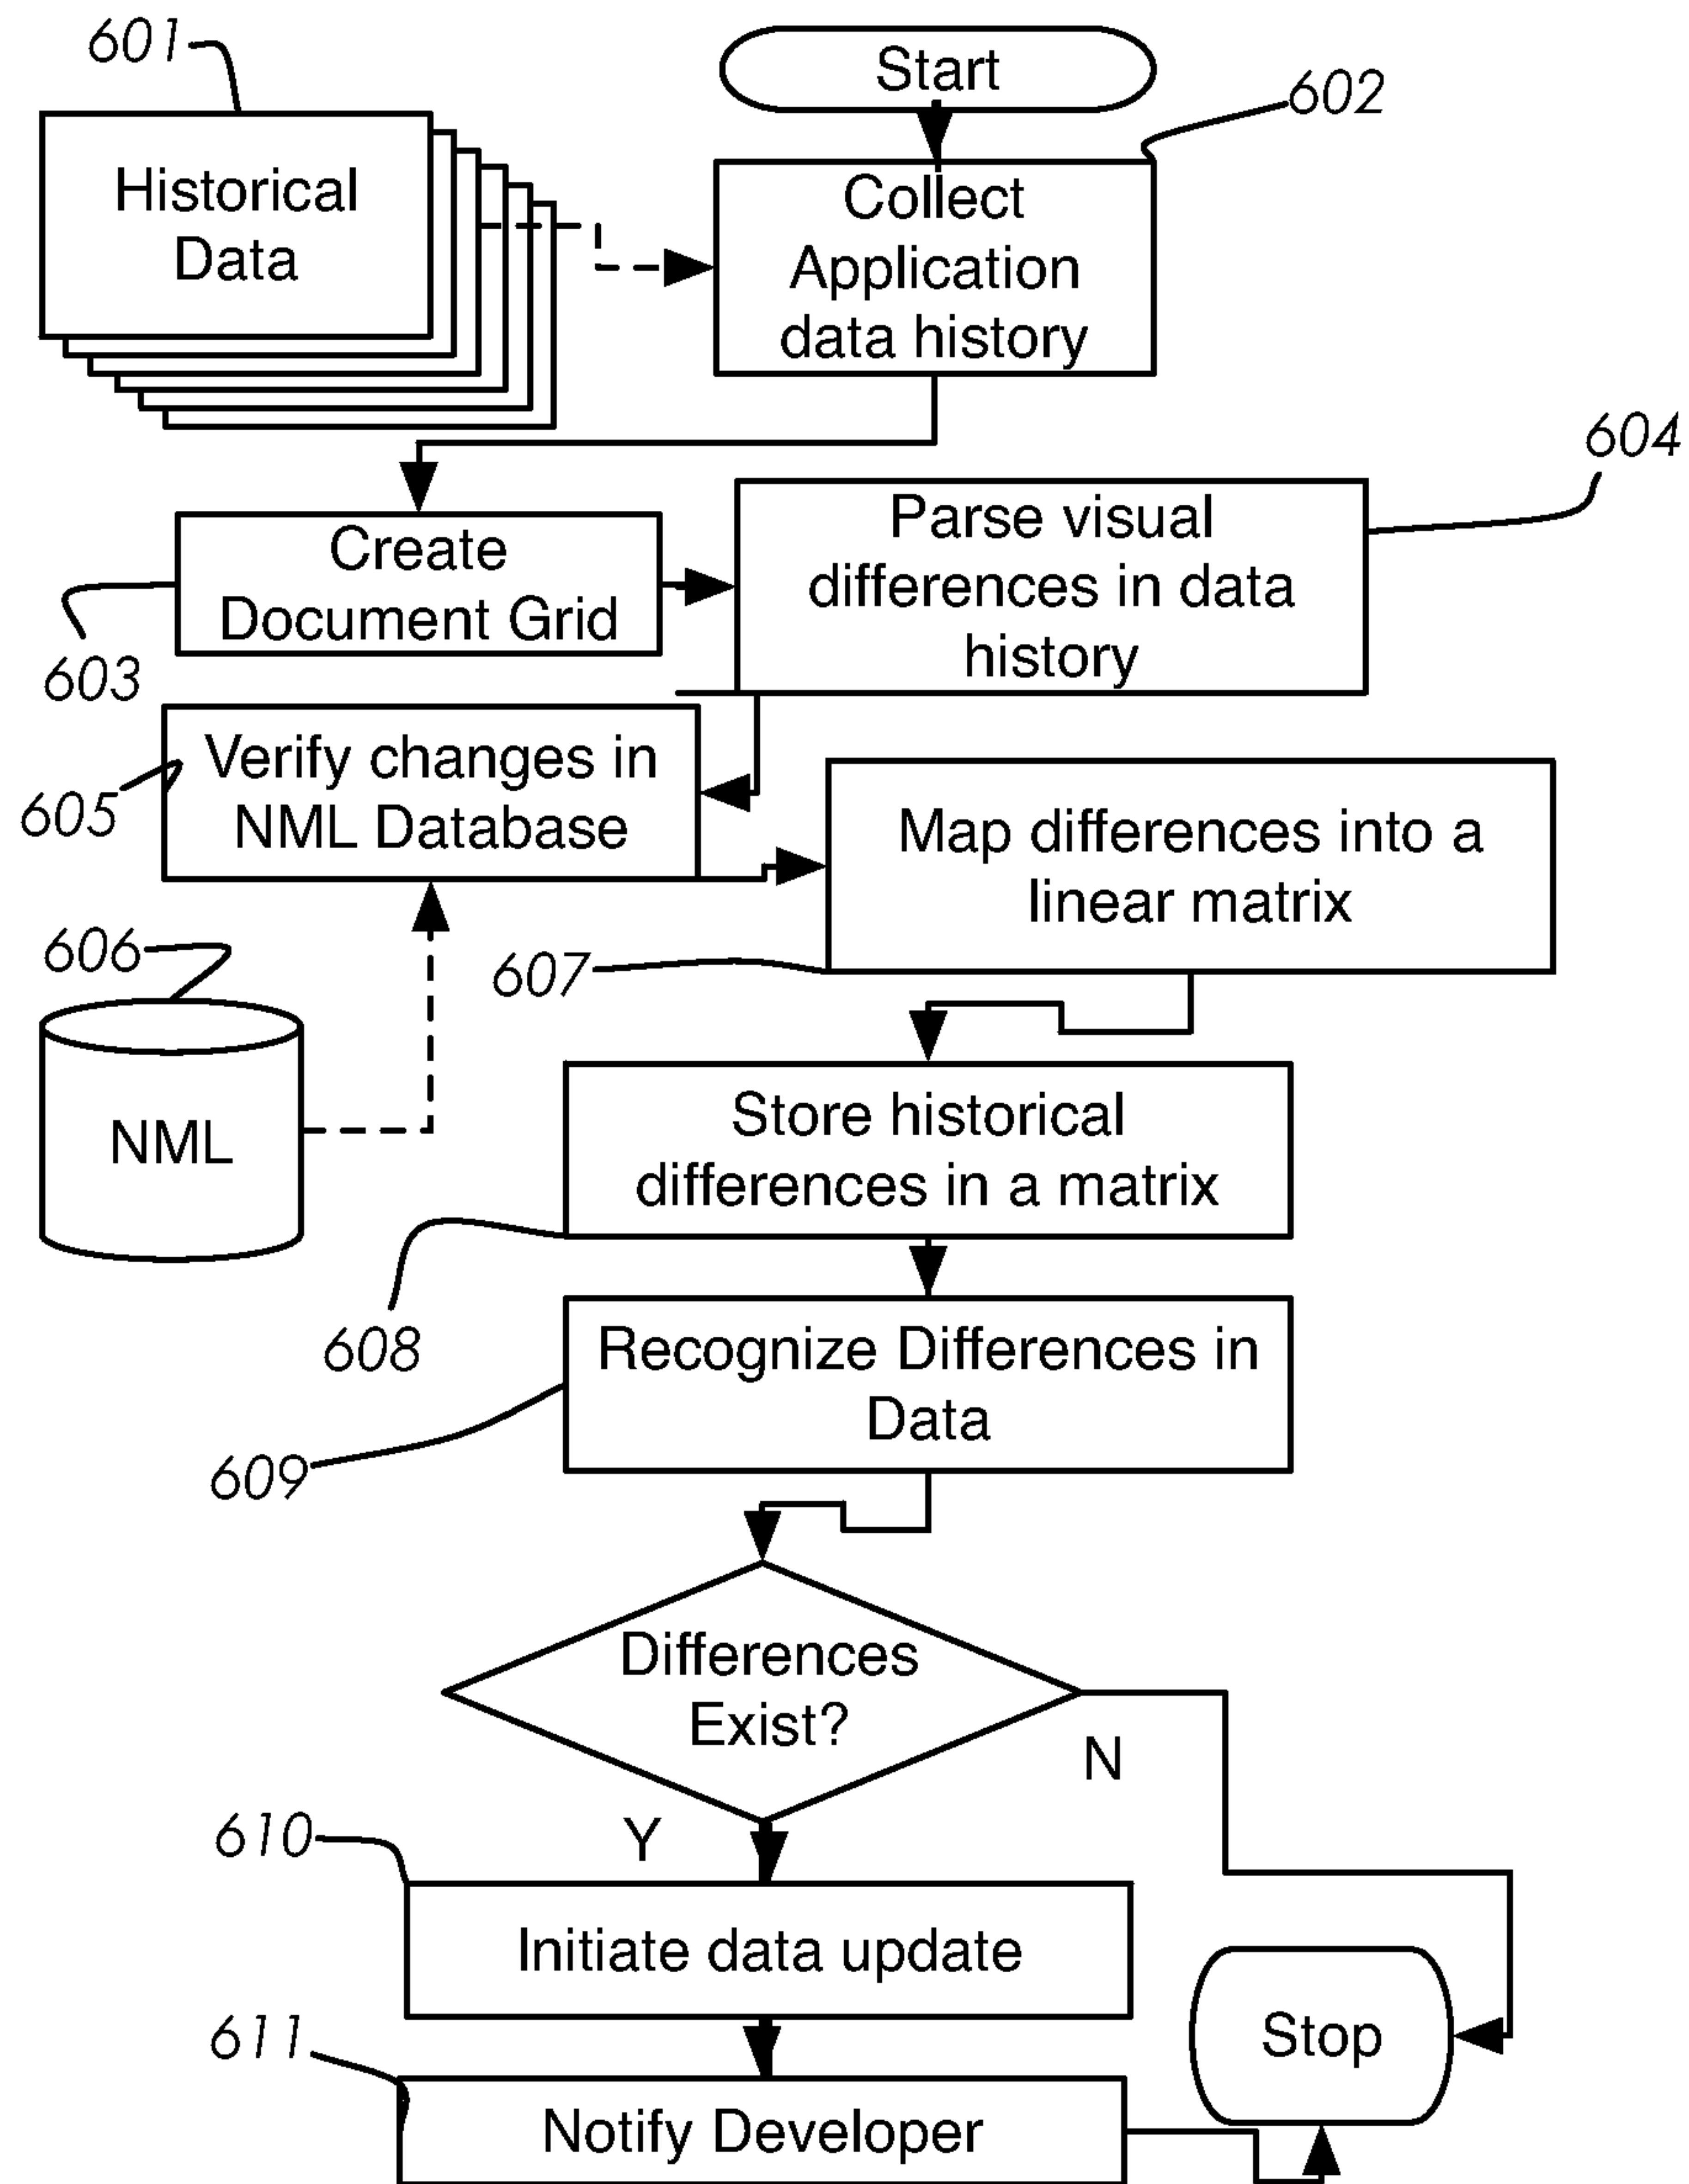 601
Start
602
Historical
Data
Collect
Application
data history
604
Create
Document Grid
Parse visual
differences in data
history
603
Verify changes in
NML Database
605
Map differences into a
linear matrix
606
607
NML
Store historical
differences in a matrix
608
Recognize Differences in
Data
609
Differences
Exist?
N
Y
610
Initiate data update
Stop
611
Notify Developer